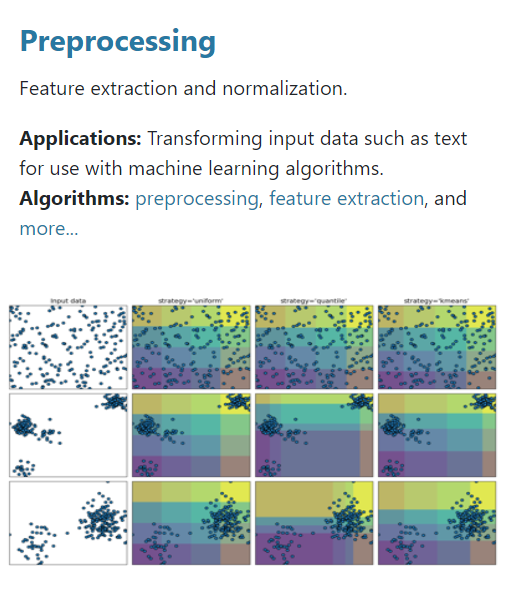 Preprocessing
Feature extraction and normalization.
Applications: Transforming input data such as text
for use with machine learning algorithms.
Algorithms: preprocessing, feature extraction, and
more...
Input data strategy='uniform' strategy='quantile' strategy='kmeans'